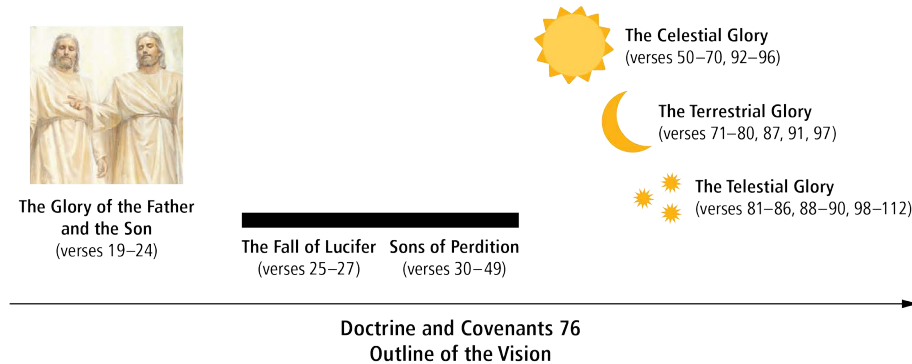 The Glory of the Father
and the Son
(verses 19–24)
The Fall of Lucifer
(verses 25–27)
Sons of Perdition
(verses 30–49)
The Celestial Glory
(verses 50–70, 92–96)
The Terrestrial Glory
(verses 71–80, 87, 91, 97)
The Telestial Glory
(verses 81–86, 88–90, 98–112)
Doctrine and Covenants 76
Outline of the Vision